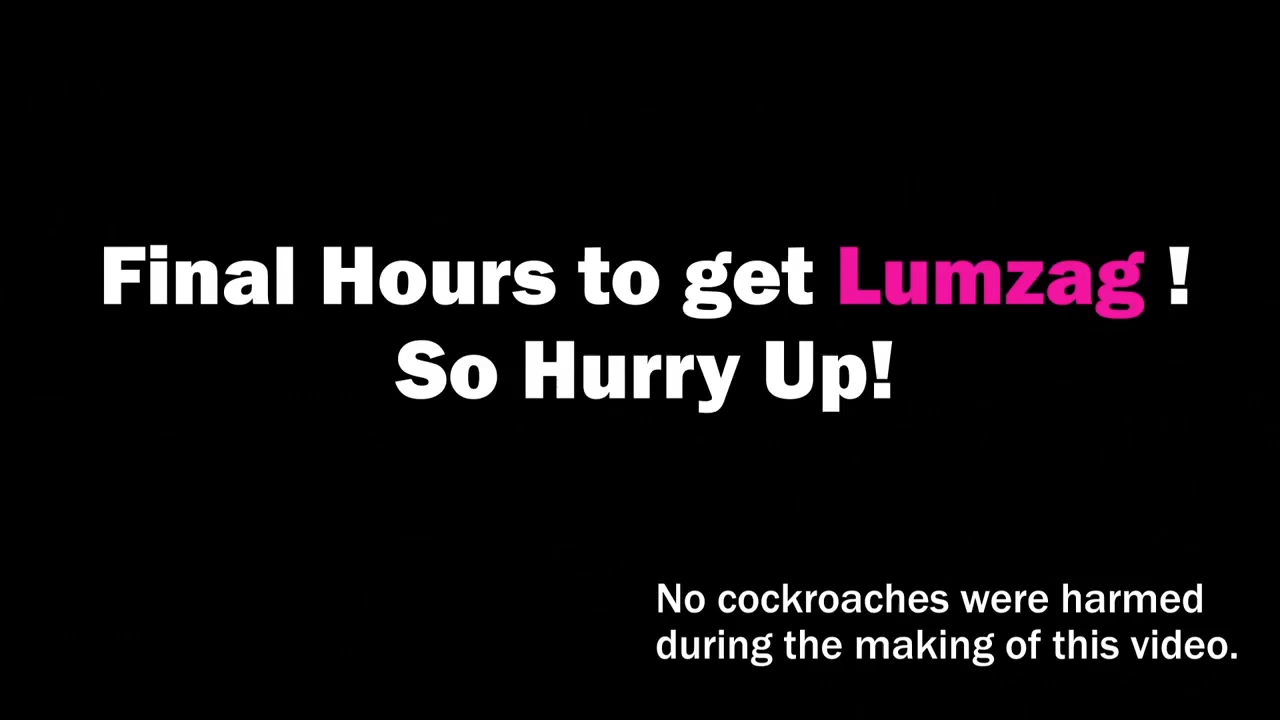 Final Hours to get Lumzag !
So Hurry Up!
No cockroaches were harmed
during the making of this video.